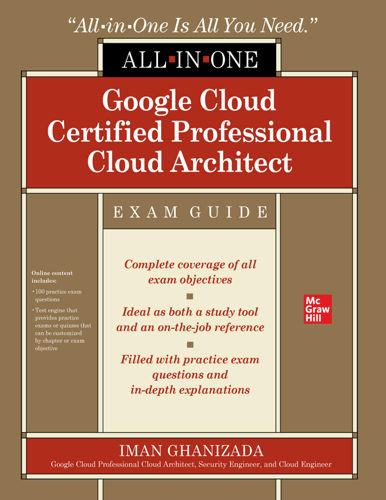 “All-in-One Is All You Need.”
ALL■IN■ONE
Google Cloud
Certified Professional
Cloud Architect
EXAM GUIDE
Complete coverage of all
exam objectives
Ideal as both a study tool
and an on-the-job reference
Filled with practice exam
questions and
in-depth explanations
Online content
includes:
• 100 practice exam
questions
• Test engine that
provides practice
exams or quizzes that
can be customized
by chapter or exam
objective
Mc
Graw
Hill
IMAN GHANIZADA
Google Cloud Professional Cloud Architect, Security Engineer, and Cloud Engineer